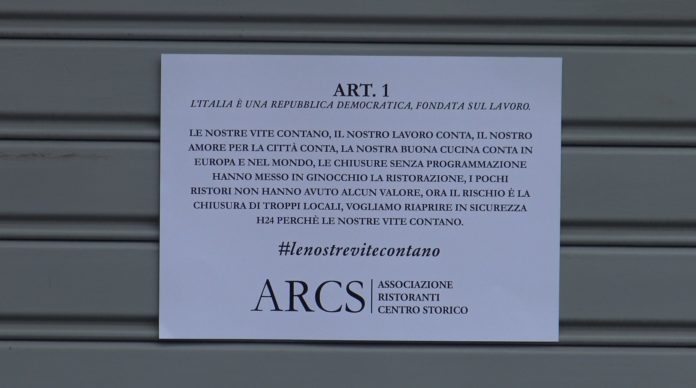 ART. 1
L'ITALIA È UNA REPUBBLICA DEMOCRATICA, FONDATA SUL LAVORO.
LE NOSTRE VITE CONTANO, IL NOSTRO LAVORO CONTA, IL NOSTRO
AMORE PER LA CITTÀ CONTA, LA NOSTRA BUONA CUCINA CONTA IN
EUROPA E NEL MONDO, LE CHIUSURE SENZA PROGRAMMAZIONE
HANNO MESSO IN GINOCCHIO LA RISTORAZIONE, I POCHI
RISTORI NON HANNO AVUTO ALCUN VALORE, ORA IL RISCHIO È LA
CHIUSURA DI TROPPI LOCALI, VOGLIAMO RIAPRIRE IN SICUREZZA
H24 PERCHÈ LE NOSTRE VITE CONTANO.
#lenostrevitecontano
ARCS
ASSOCIAZIONE
RISTORANTI
CENTRO STORICO